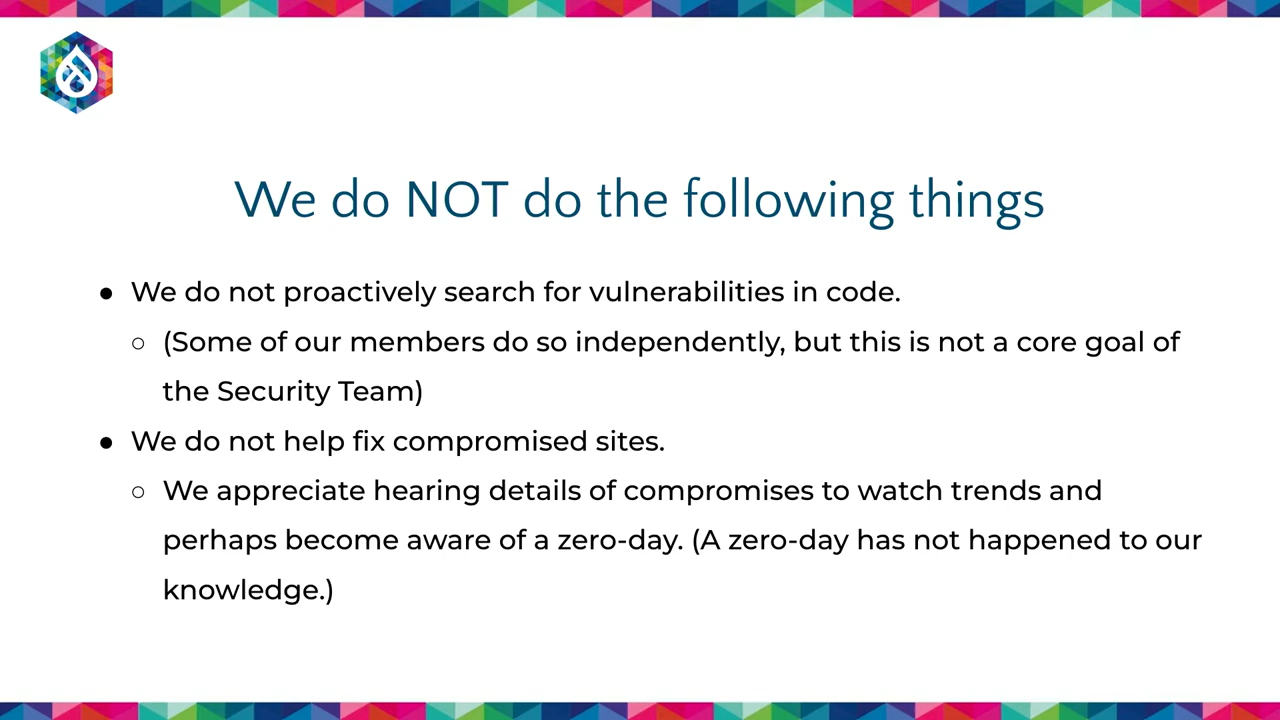 We do NOT do the following things
● We do not proactively search for vulnerabilities in code.
○ (Some of our members do so independently, but this is not a core goal of
the Security Team)
● We do not help fix compromised sites.
○ We appreciate hearing details of compromises to watch trends and
perhaps become aware of a zero-day. (A zero-day has not happened to our
knowledge.)